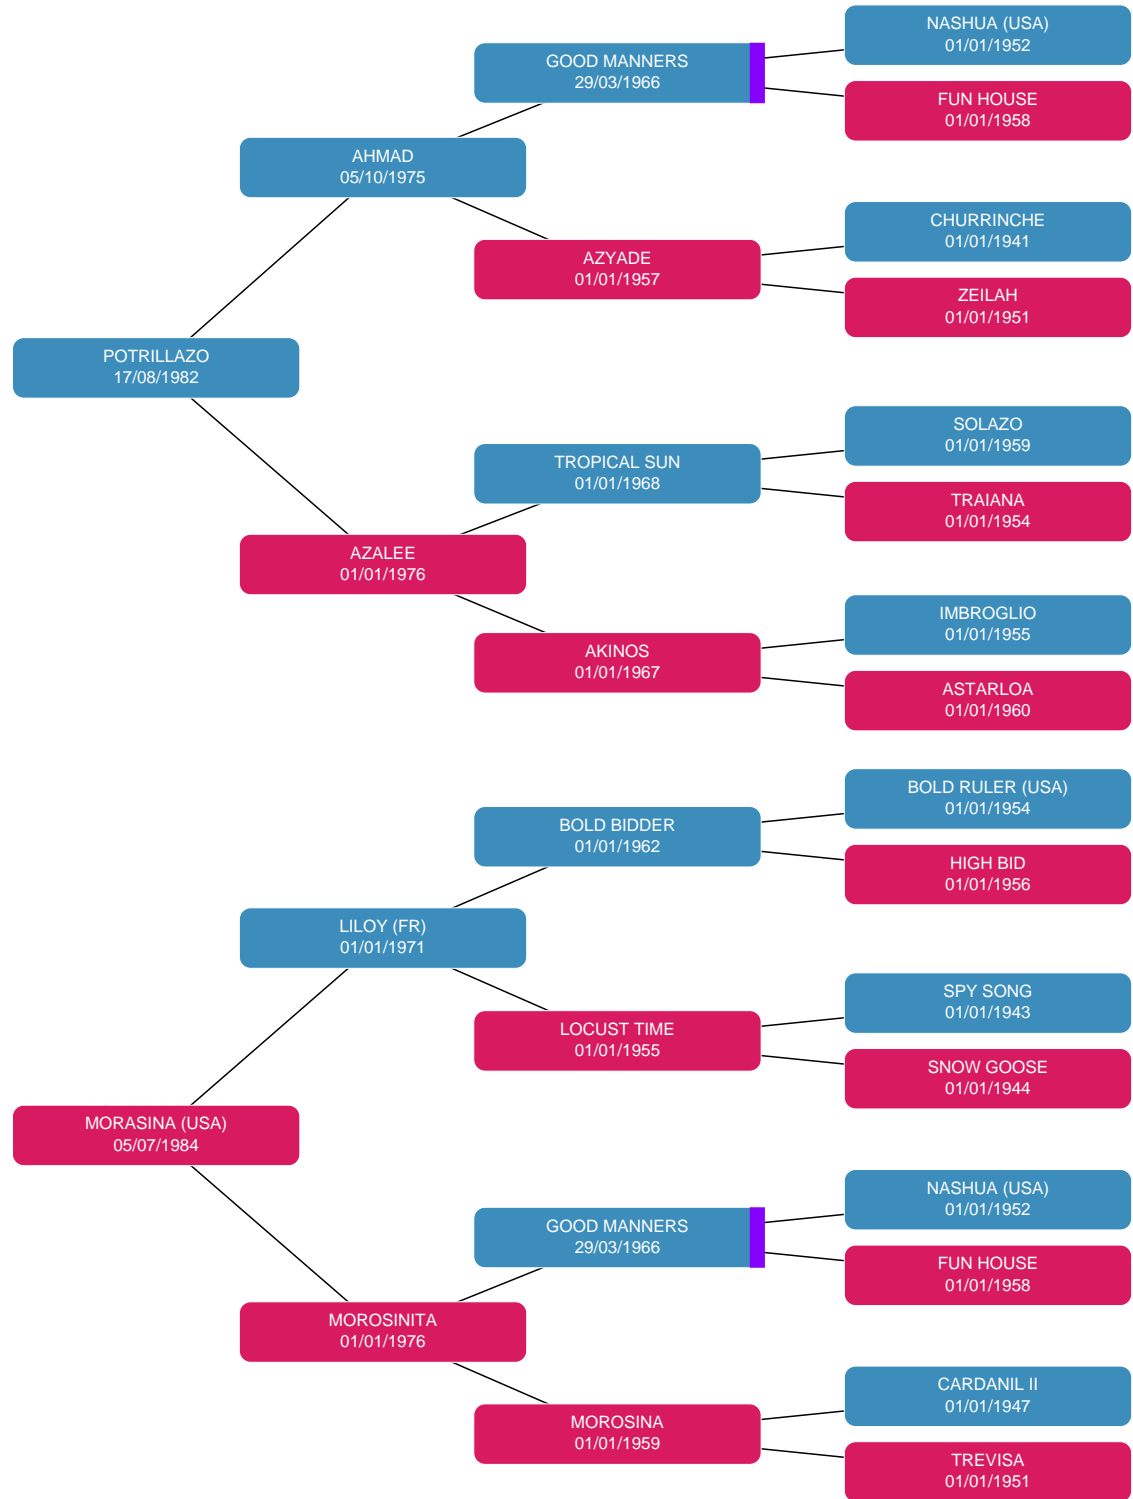 NASHUA (USA)
01/01/1952
GOOD MANNERS
29/03/1966
FUN HOUSE
01/01/1958
AHMAD
05/10/1975
CHURRINCHE
01/01/1941
AZYADE
01/01/1957
ZEILAH
01/01/1951
POTRILLAZO
17/08/1982
SOLAZO
01/01/1959
TROPICAL SUN
01/01/1968
TRAIANA
01/01/1954
AZALEE
01/01/1976
IMBROGLIO
01/01/1955
AKINOS
01/01/1967
ASTARLOA
01/01/1960
BOLD RULER (USA)
01/01/1954
BOLD BIDDER
01/01/1962
HIGH BID
01/01/1956
LILOY (FR)
01/01/1971
SPY SONG
01/01/1943
LOCUST TIME
01/01/1955
SNOW GOOSE
01/01/1944
MORASINA (USA)
05/07/1984
NASHUA (USA)
01/01/1952
GOOD MANNERS
29/03/1966
FUN HOUSE
01/01/1958
MOROSINITA
01/01/1976
CARDANIL II
01/01/1947
MOROSINA
01/01/1959
TREVISA
01/01/1951